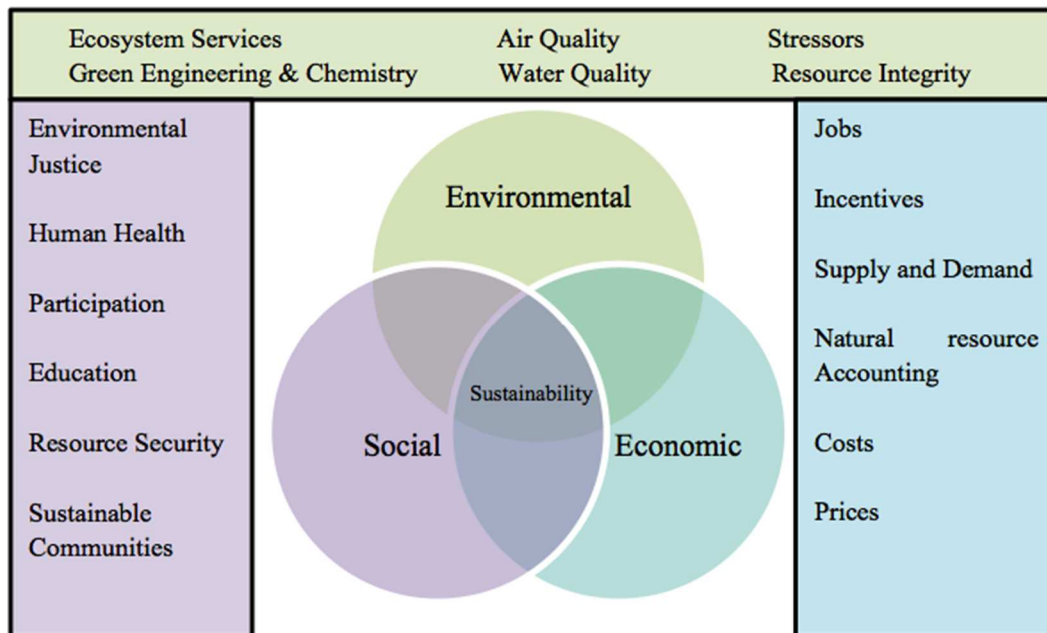 Ecosystem Services Air Quality Stressors
Green Engineering & Chemistry Water Quality Resource Integrity
Environmental
Justice
Human Health
Participation
Education
Resource Security
Sustainable
Communities
Environmental
Sustainability
Social
Economic
Jobs
Incentives
Supply and Demand
Natural resource
Accounting
Costs
Prices